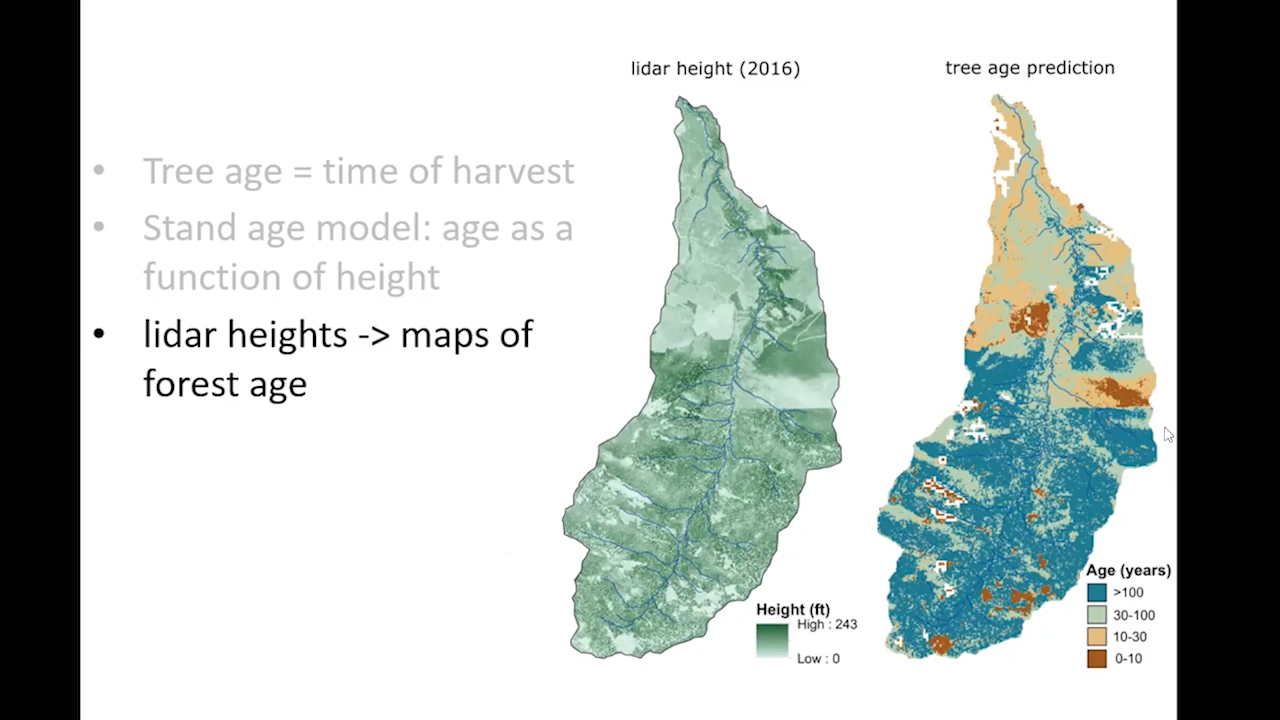 lidar height (2016)
tree age prediction
• Tree age = time of harvest
• Stand age model: age as a
function of height
• lidar heights -> maps of
forest age
Height (ft)
High : 243
Low : 0
Age (years)
>100
30-100
10-30
0-10